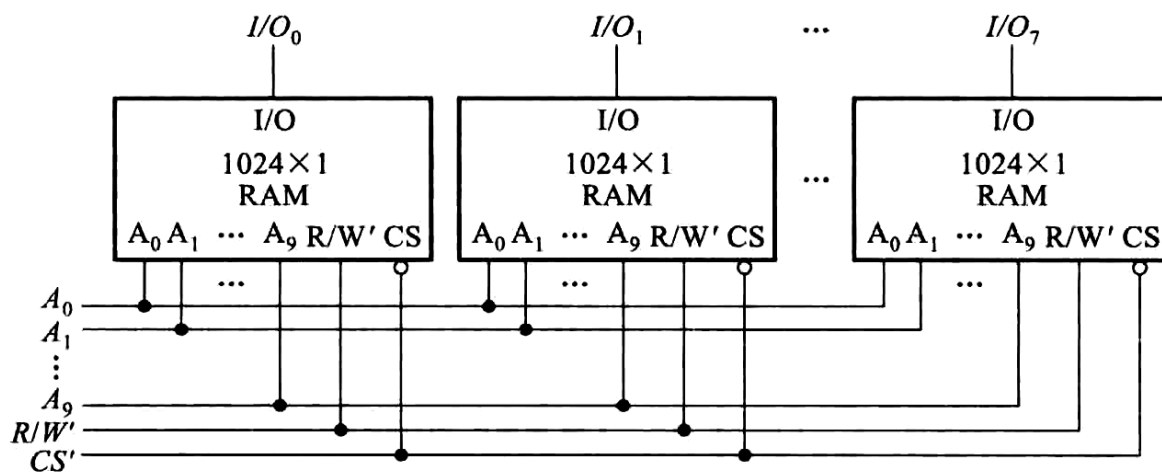 I/O₀ I/O₁ ... I/O₇
I/O I/O I/O
1024×1 1024×1 ... 1024×1
RAM RAM RAM
A₀ A₁ ... A₉ R/W' CS A₀ A₁ ... A₉ R/W' CS A₀ A₁ ... A₉ R/W' CS
... ... ...
A₀
A₁
⋮
A₉
R/W'
CS'